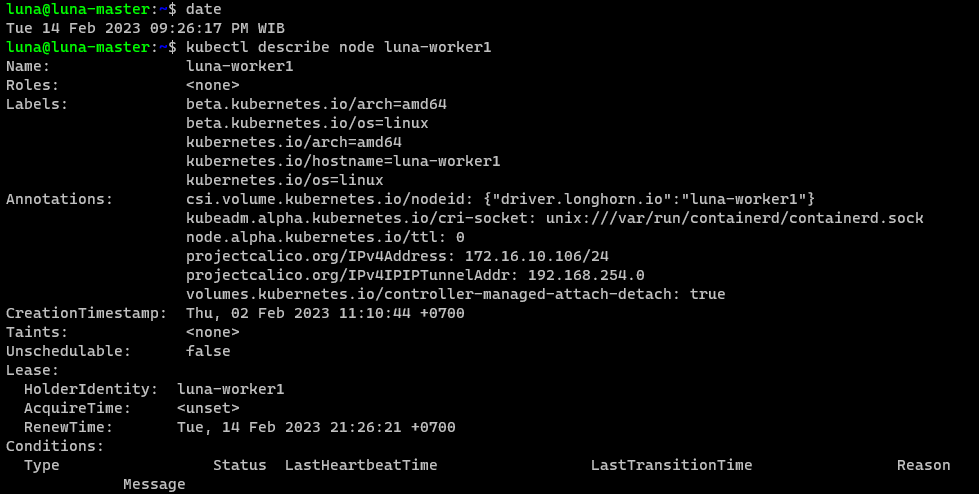 luna@luna-master:~$ date
Tue 14 Feb 2023 09:26:17 PM WIB
luna@luna-master:~$ kubectl describe node luna-worker1
Name:               luna-worker1
Roles:              <none>
Labels:             beta.kubernetes.io/arch=amd64
                    beta.kubernetes.io/os=linux
                    kubernetes.io/arch=amd64
                    kubernetes.io/hostname=luna-worker1
                    kubernetes.io/os=linux
Annotations:        csi.volume.kubernetes.io/nodeid: {"driver.longhorn.io":"luna-worker1"}
                    kubeadm.alpha.kubernetes.io/cri-socket: unix:///var/run/containerd/containerd.sock
                    node.alpha.kubernetes.io/ttl: 0
                    projectcalico.org/IPv4Address: 172.16.10.106/24
                    projectcalico.org/IPv4IPIPTunnelAddr: 192.168.254.0
                    volumes.kubernetes.io/controller-managed-attach-detach: true
CreationTimestamp:  Thu, 02 Feb 2023 11:10:44 +0700
Taints:             <none>
Unschedulable:      false
Lease:
  HolderIdentity:  luna-worker1
  AcquireTime:     <unset>
  RenewTime:       Tue, 14 Feb 2023 21:26:21 +0700
Conditions:
  Type                 Status  LastHeartbeatTime                 LastTransitionTime                Reason
             Message